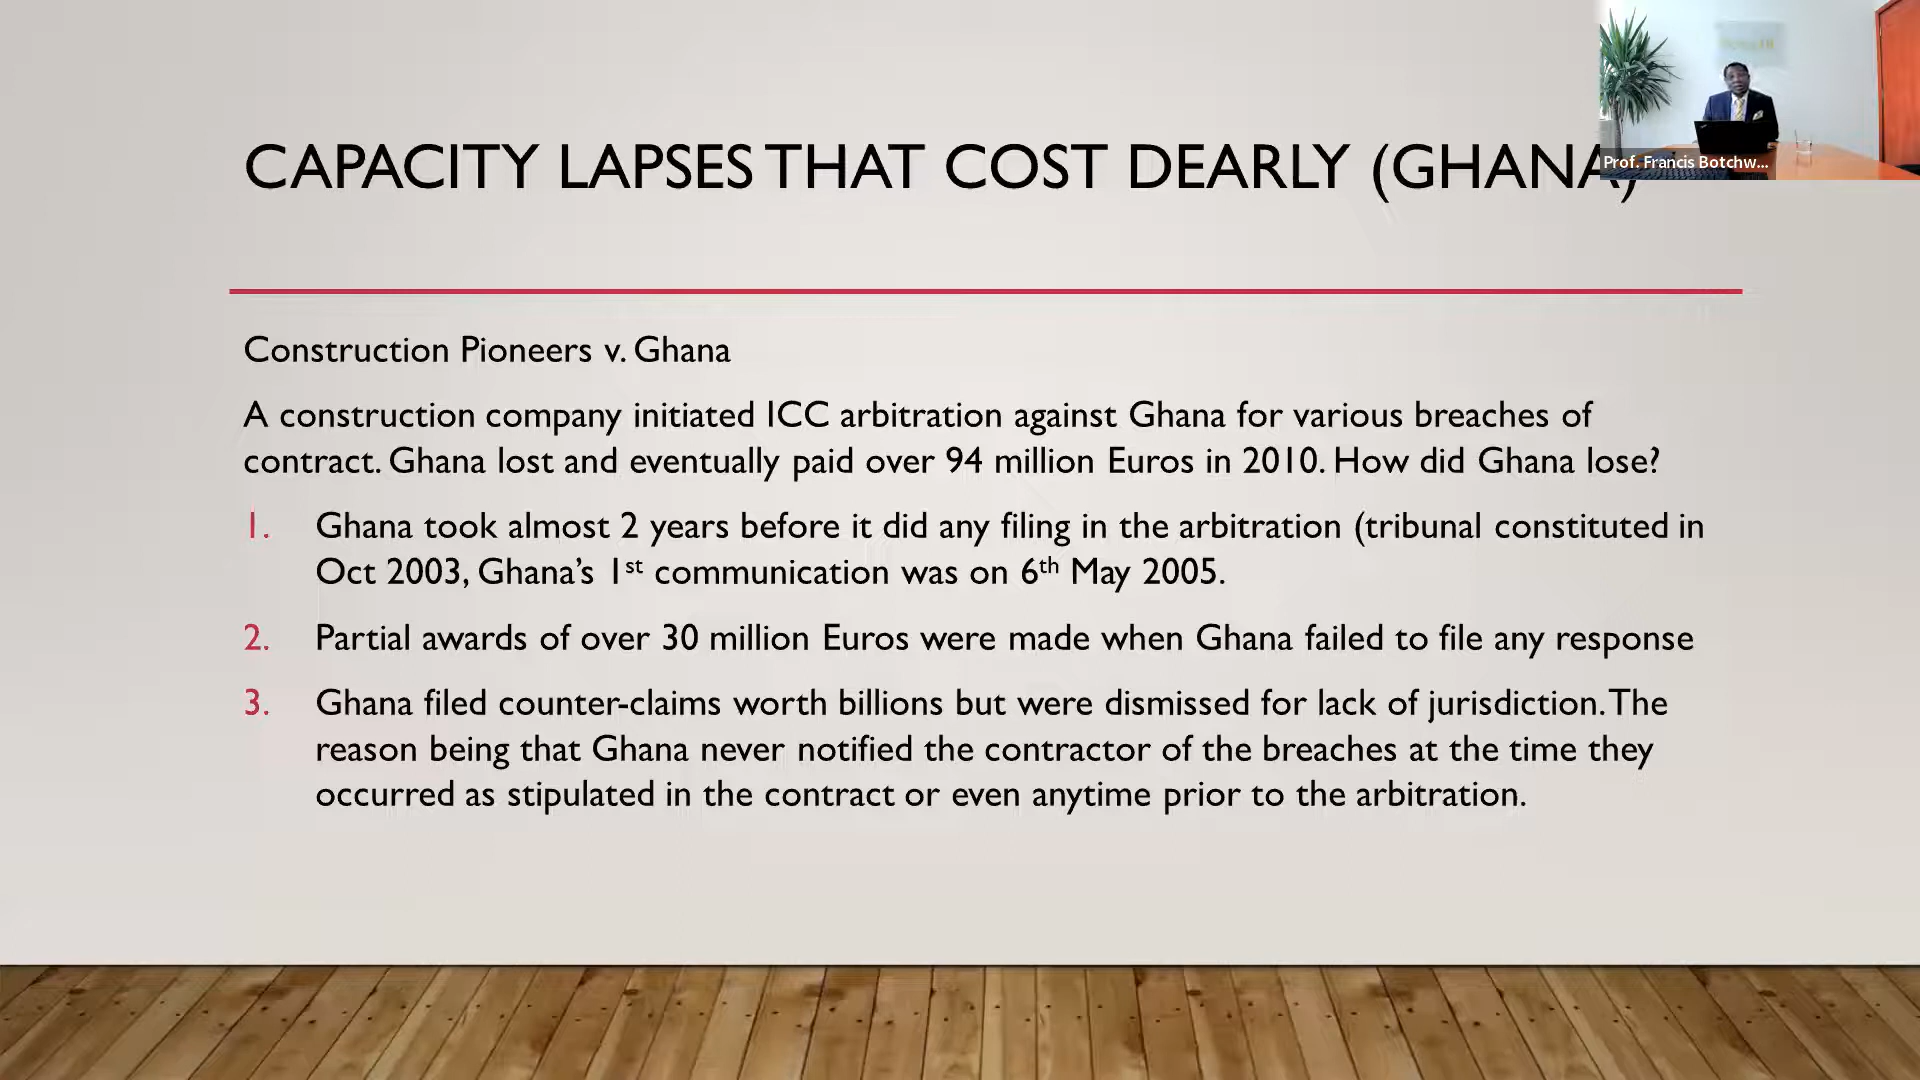 CAPACITY LAPSES THAT COST DEARLY (GHANA)
Prof. Francis Botchw...
Construction Pioneers v. Ghana
A construction company initiated ICC arbitration against Ghana for various breaches of
contract. Ghana lost and eventually paid over 94 million Euros in 2010. How did Ghana lose?
1. Ghana took almost 2 years before it did any filing in the arbitration (tribunal constituted in
Oct 2003, Ghana’s 1st communication was on 6th May 2005.
2. Partial awards of over 30 million Euros were made when Ghana failed to file any response
3. Ghana filed counter-claims worth billions but were dismissed for lack of jurisdiction. The
reason being that Ghana never notified the contractor of the breaches at the time they
occurred as stipulated in the contract or even anytime prior to the arbitration.